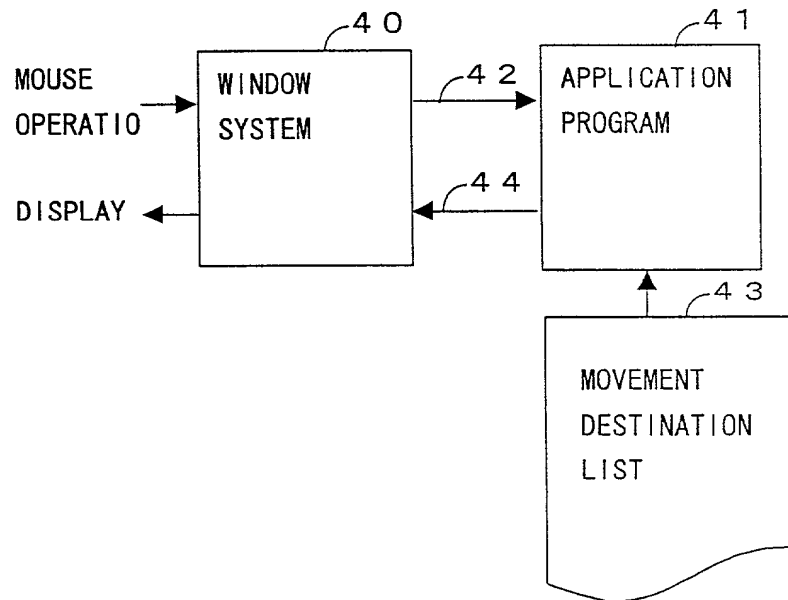 40
41
MOUSE
OPERATIO
WINDOW
SYSTEM
42
APPLICATION
PROGRAM
DISPLAY
44
43
MOVEMENT
DESTINATION
LIST